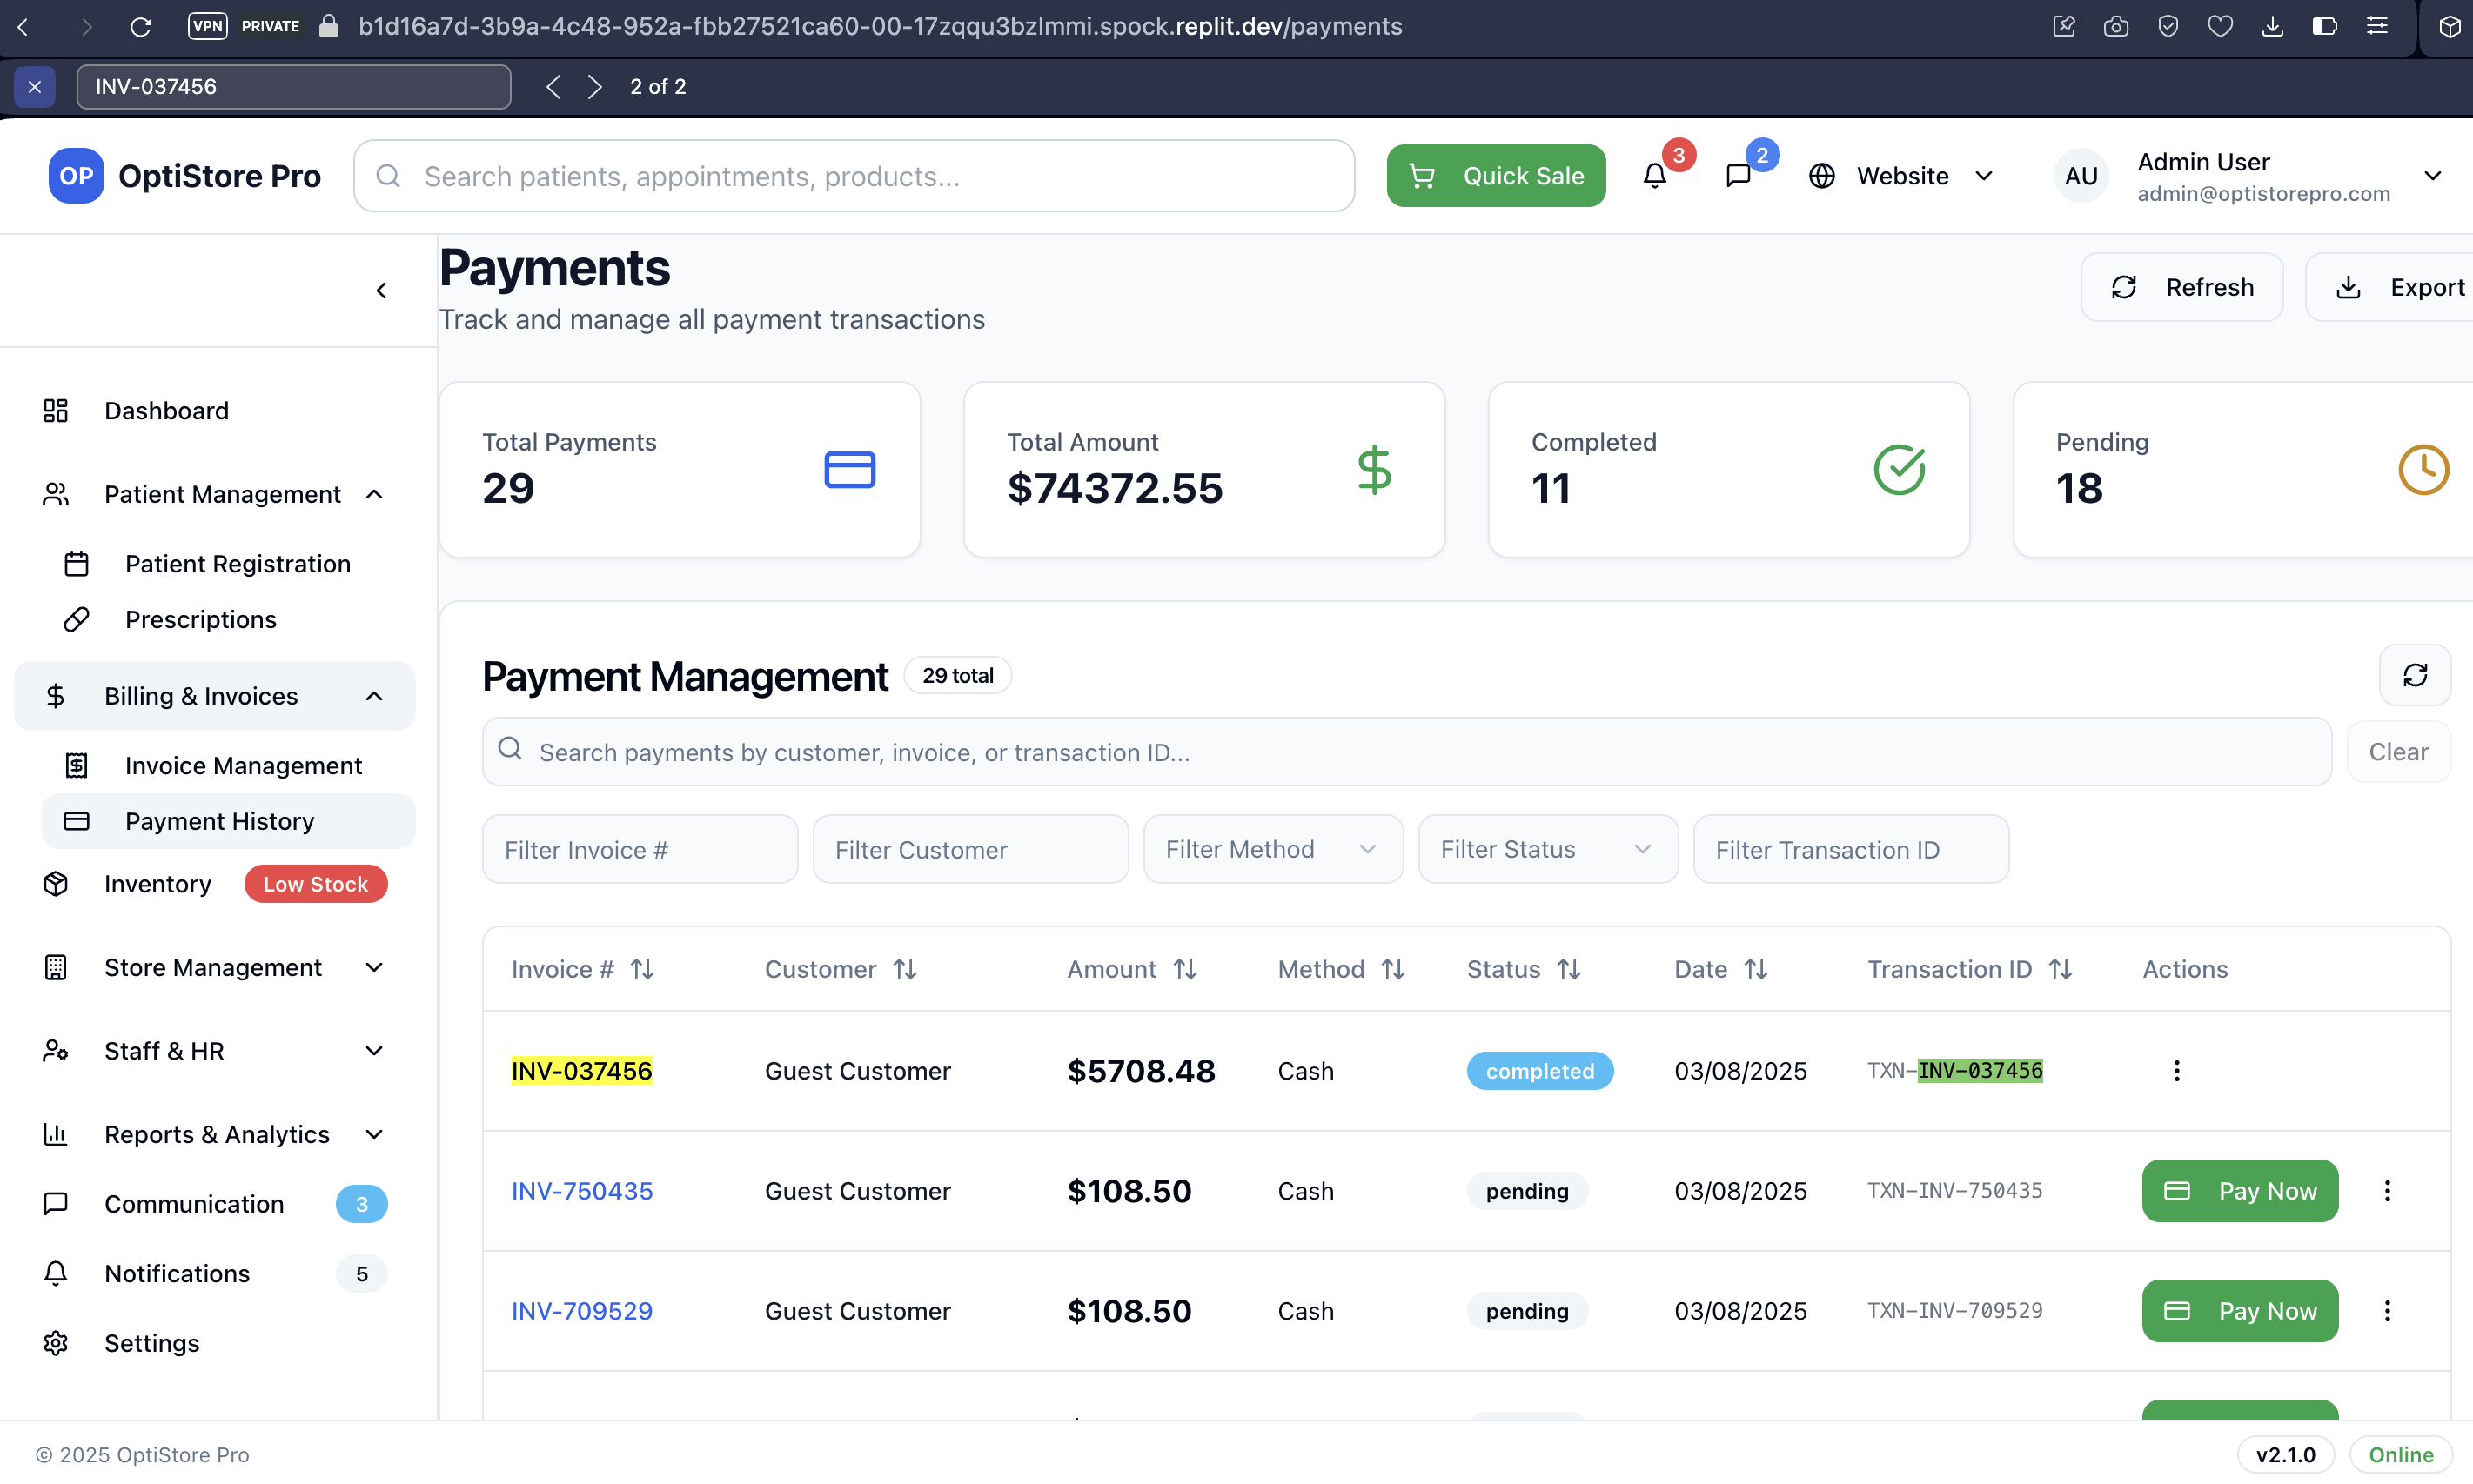 VPN PRIVATE b1d16a7d-3b9a-4c48-952a-fbb27521ca60-00-17zqqu3bzlmmi.spock.replit.dev/payments
INV-037456 2 of 2
OP OptiStore Pro Search patients, appointments, products... Quick Sale 3 2 Website AU Admin User
admin@optistorepro.com
Dashboard
Patient Management
Patient Registration
Prescriptions
Billing & Invoices
Invoice Management
Payment History
Inventory Low Stock
Store Management
Staff & HR
Reports & Analytics
Communication 3
Notifications 5
Settings
Payments
Track and manage all payment transactions
Refresh Export
Total Payments
29
Total Amount
$74372.55
Completed
11
Pending
18
Payment Management 29 total
Search payments by customer, invoice, or transaction ID... Clear
Filter Invoice # Filter Customer Filter Method Filter Status Filter Transaction ID
Invoice # Customer Amount Method Status Date Transaction ID Actions
INV-037456 Guest Customer $5708.48 Cash completed 03/08/2025 TXN-INV-037456
INV-750435 Guest Customer $108.50 Cash pending 03/08/2025 TXN-INV-750435 Pay Now
INV-709529 Guest Customer $108.50 Cash pending 03/08/2025 TXN-INV-709529 Pay Now
© 2025 OptiStore Pro v2.1.0 Online